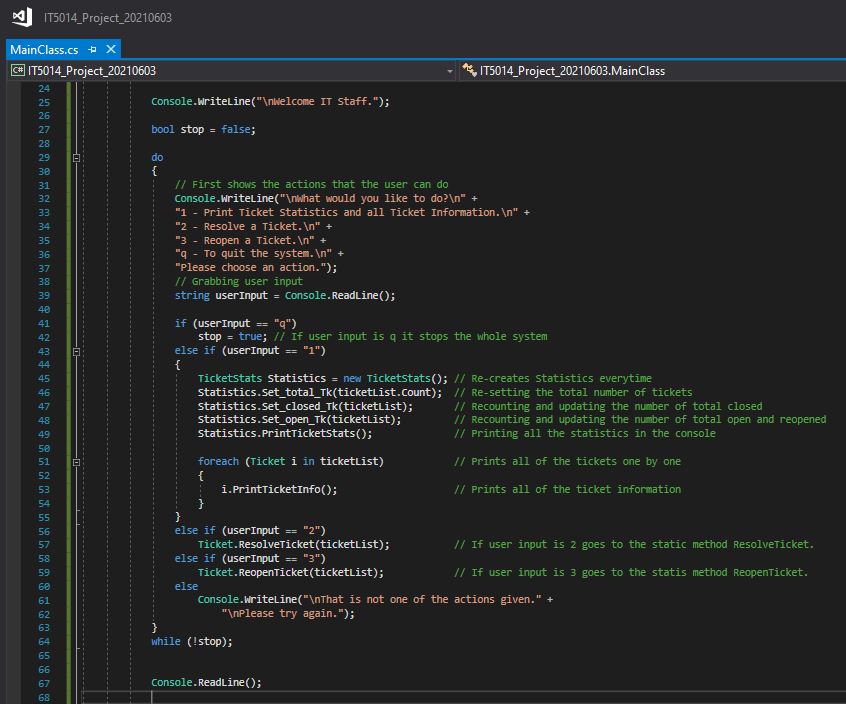 IT5014_Project_20210603
MainClass.cs
IT5014_Project_20210603 IT5014_Project_20210603.MainClass
24
25 Console.WriteLine("\nWelcome IT Staff.");
26
27 bool stop = false;
28
29 do
30 {
31 // First shows the actions that the user can do
32 Console.WriteLine("\nWhat would you like to do?\n" +
33 "1 - Print Ticket Statistics and all Ticket Information.\n" +
34 "2 - Resolve a Ticket.\n" +
35 "3 - Reopen a Ticket.\n" +
36 "q - To quit the system.\n" +
37 "Please choose an action.");
38 // Grabbing user input
39 string userInput = Console.ReadLine();
40
41 if (userInput == "q")
42 stop = true; // If user input is q it stops the whole system
43 else if (userInput == "1")
44 {
45 TicketStats Statistics = new TicketStats(); // Re-creates Statistics everytime
46 Statistics.Set_total_Tk(ticketList.Count); // Re-setting the total number of tickets
47 Statistics.Set_closed_Tk(ticketList); // Recounting and updating the number of total closed
48 Statistics.Set_open_Tk(ticketList); // Recounting and updating the number of total open and reopened
49 Statistics.PrintTicketStats(); // Printing all the statistics in the console
50
51 foreach (Ticket i in ticketList) // Prints all of the tickets one by one
52 {
53 i.PrintTicketInfo(); // Prints all of the ticket information
54 }
55 }
56 else if (userInput == "2")
57 Ticket.ResolveTicket(ticketList); // If user input is 2 goes to the static method ResolveTicket.
58 else if (userInput == "3")
59 Ticket.ReopenTicket(ticketList); // If user input is 3 goes to the statis method ReopenTicket.
60 else
61 Console.WriteLine("\nThat is not one of the actions given." +
62 "\nPlease try again.");
63 }
64 while (!stop);
65
66
67 Console.ReadLine();
68